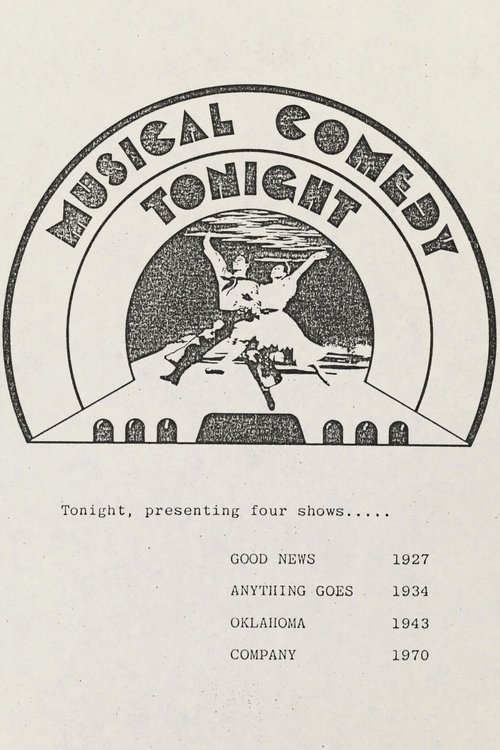 MUSICAL COMEDY
TONIGHT
Tonight, presenting four shows.....
GOOD NEWS 1927
ANYTHING GOES 1934
OKLAHOMA 1943
COMPANY 1970